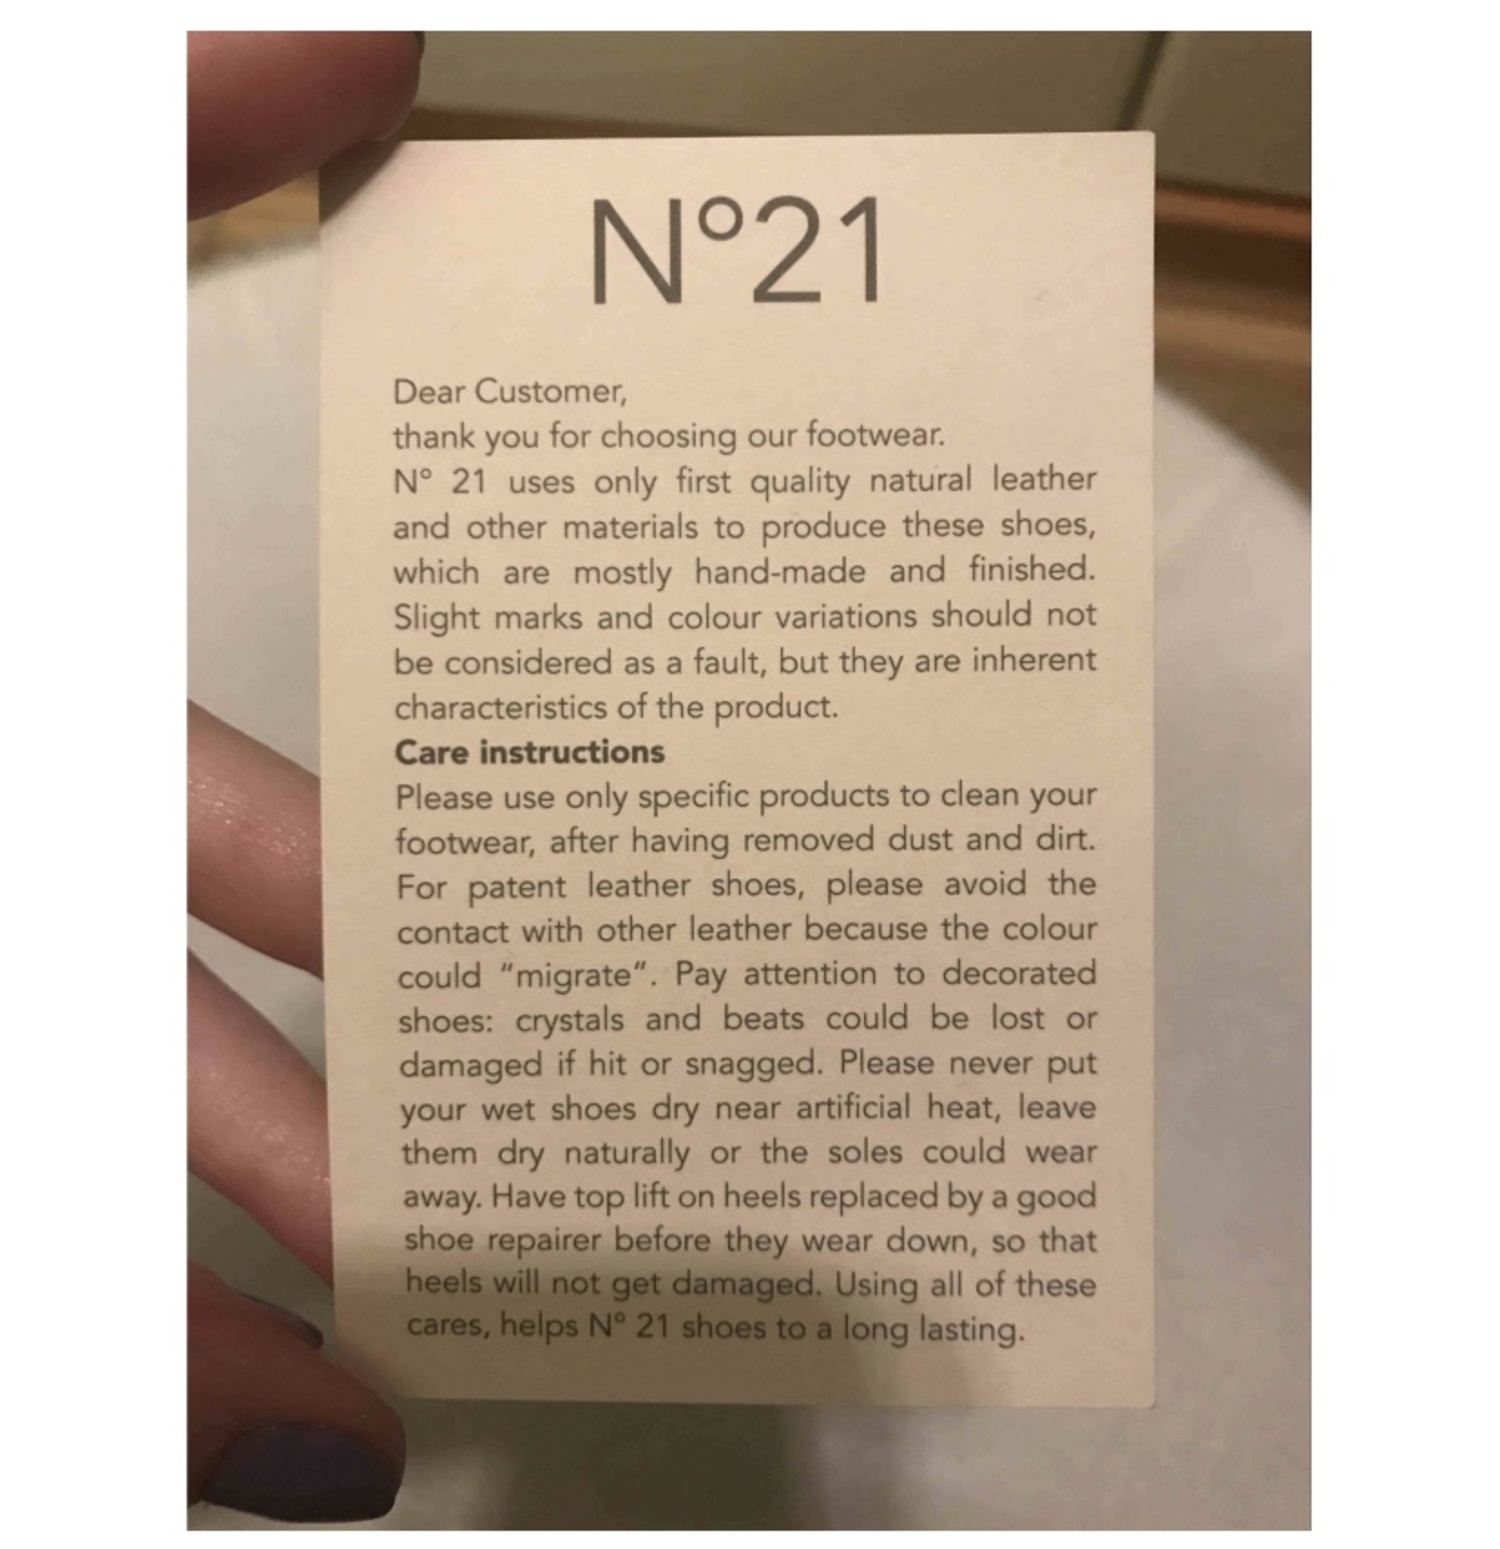 N°21
Dear Customer,
thank you for choosing our footwear.
N° 21 uses only first quality natural leather
and other materials to produce these shoes,
which are mostly hand-made and finished.
Slight marks and colour variations should not
be considered as a fault, but they are inherent
characteristics of the product.
Care instructions
Please use only specific products to clean your
footwear, after having removed dust and dirt.
For patent leather shoes, please avoid the
contact with other leather because the colour
could "migrate". Pay attention to decorated
shoes: crystals and beats could be lost or
damaged if hit or snagged. Please never put
your wet shoes dry near artificial heat, leave
them dry naturally or the soles could wear
away. Have top lift on heels replaced by a good
shoe repairer before they wear down, so that
heels will not get damaged. Using all of these
cares, helps N° 21 shoes to a long lasting.